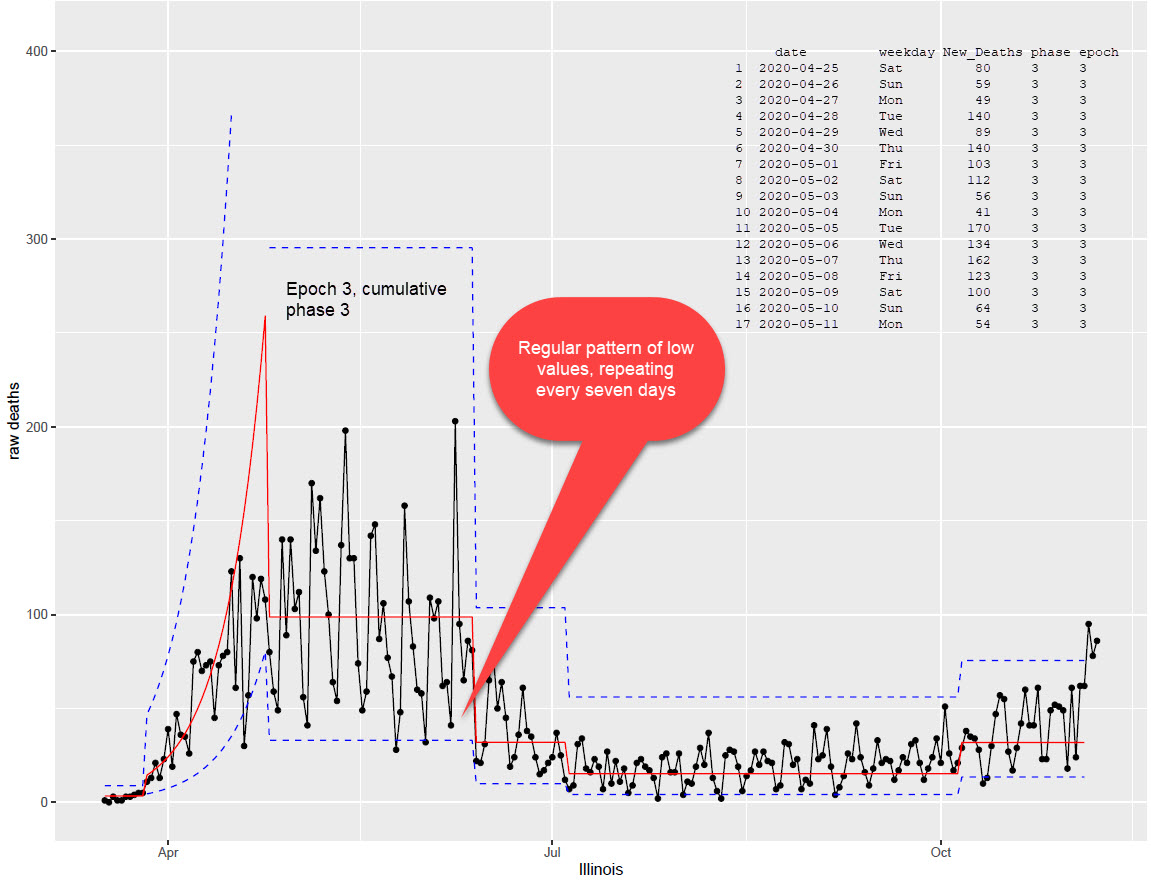 400
date weekday New_Deaths phase epoch
1 2020-04-25 Sat 80 3 3
2 2020-04-26 Sun 59 3 3
3 2020-04-27 Mon 49 3 3
4 2020-04-28 Tue 140 3 3
5 2020-04-29 Wed 89 3 3
6 2020-04-30 Thu 140 3 3
7 2020-05-01 Fri 103 3 3
8 2020-05-02 Sat 112 3 3
9 2020-05-03 Sun 56 3 3
10 2020-05-04 Mon 41 3 3
11 2020-05-05 Tue 170 3 3
12 2020-05-06 Wed 134 3 3
13 2020-05-07 Thu 162 3 3
14 2020-05-08 Fri 123 3 3
15 2020-05-09 Sat 100 3 3
16 2020-05-10 Sun 64 3 3
17 2020-05-11 Mon 54 3 3
300
Epoch 3, cumulative
phase 3
Regular pattern of low
values, repeating
every seven days
raw deaths
200
100
0
Apr Jul Oct
Illinois